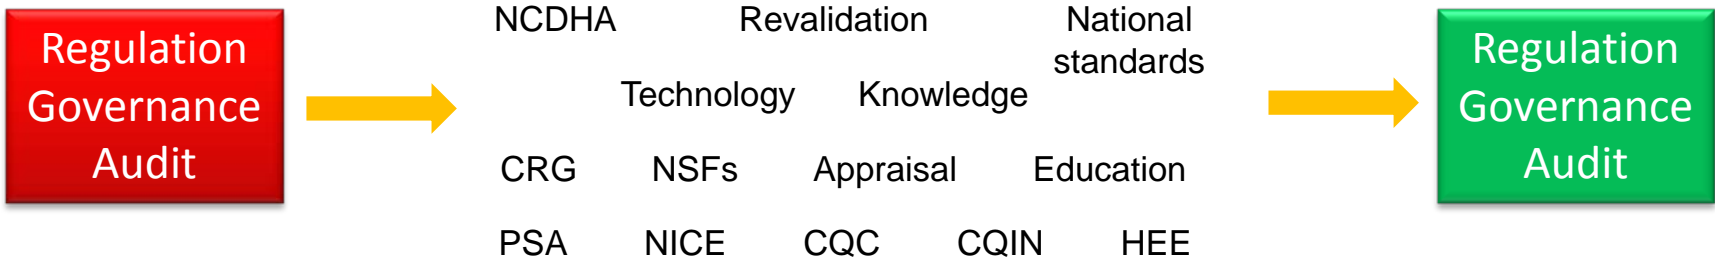 Regulation
Governance
Audit
NCDHA Revalidation National
standards
Technology Knowledge
CRG NSFs Appraisal Education
PSA NICE CQC CQIN HEE
Regulation
Governance
Audit